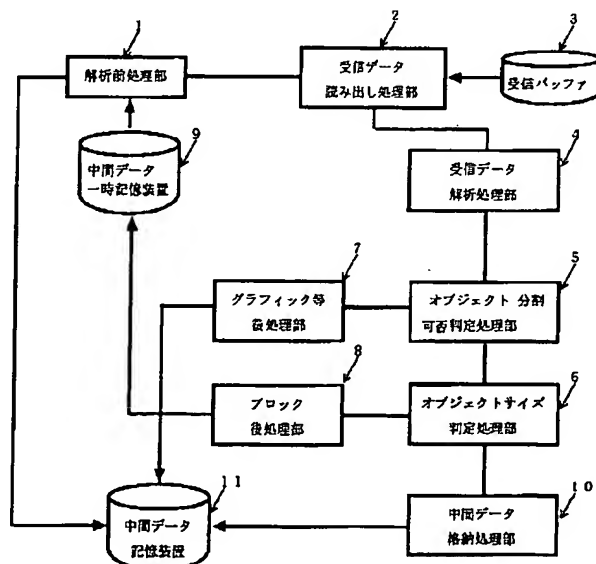 1
解析前処理部
2
受信データ
読み出し処理部
3
受信バッファ
9
中間データ
一時記憶装置
4
受信データ
解析処理部
7
グラフィック等
後処理部
5
オブジェクト 分割
可否判定処理部
8
ブロック
後処理部
6
オブジェクトサイズ
判定処理部
11
中間データ
記憶装置
10
中間データ
格納処理部